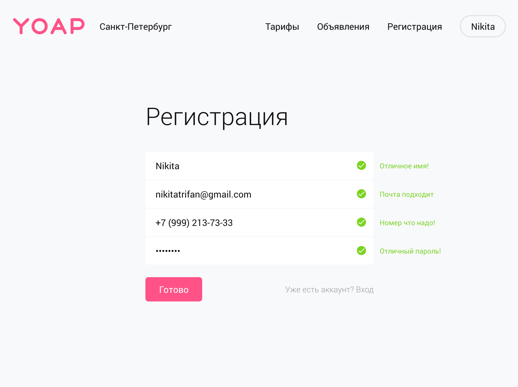 YOAP
Санкт-Петербург
Тарифы
Объявления
Регистрация
Nikita
Регистрация
Nikita
Отличное имя!
nikitatrifan@gmail.com
Почта подходит
+7 (999) 213-73-33
Номер что надо!
••••••••
Отличный пароль!
Готово
Уже есть аккаунт? Вход